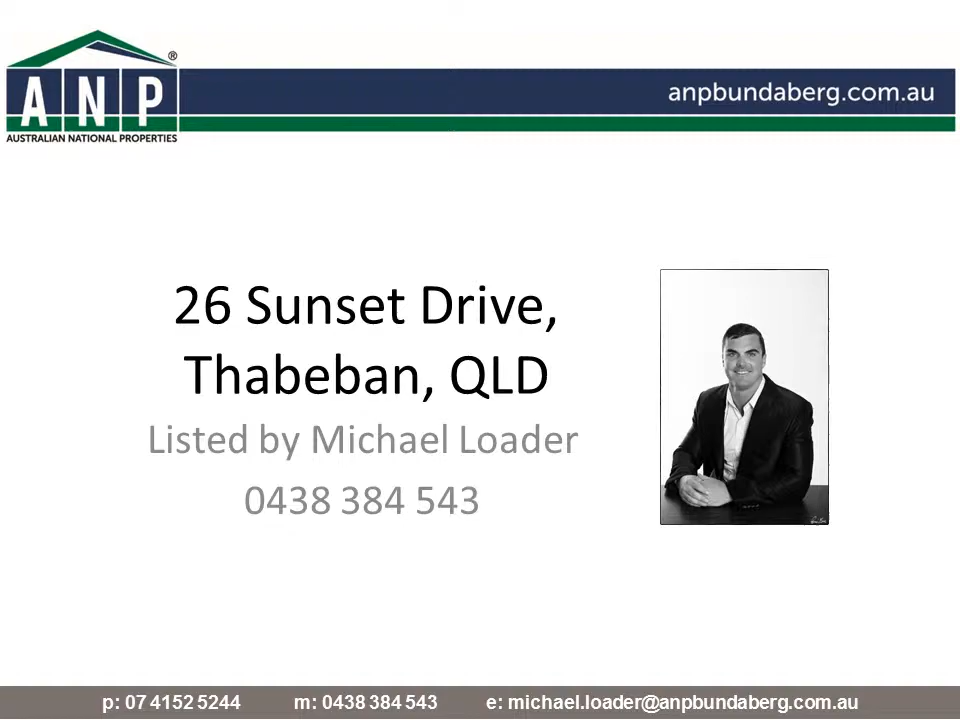 A N P ®
AUSTRALIAN NATIONAL PROPERTIES
anpbundaberg.com.au
26 Sunset Drive,
Thabeban, QLD
Listed by Michael Loader
0438 384 543
p: 07 4152 5244 m: 0438 384 543 e: michael.loader@anpbundaberg.com.au